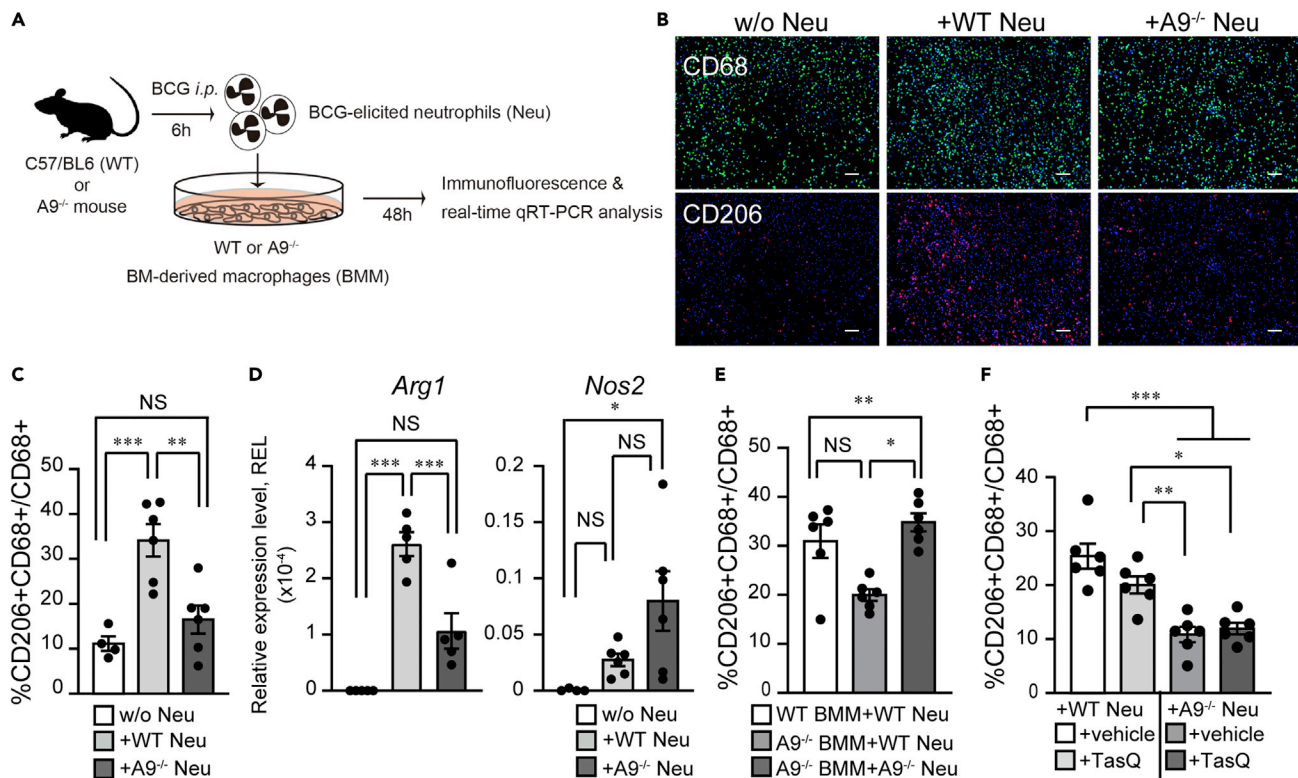 A
BCG i.p.
6h
BCG-elicited neutrophils (Neu)
C57/BL6 (WT)
or
A9-/- mouse
48h
Immunofluorescence &
real-time qRT-PCR analysis
WT or A9-/-
BM-derived macrophages (BMM)
B
w/o Neu
+WT Neu
+A9-/- Neu
CD68
CD206
C
NS
***
**
%CD206+CD68+/CD68+
50
40
30
20
10
0
w/o Neu
+WT Neu
+A9-/- Neu
D
Arg1
Nos2
NS
***
***
*
NS
NS
Relative expression level, REL
(x10-4)
4
3
2
1
0
0.2
0.15
0.1
0.05
0
w/o Neu
+WT Neu
+A9-/- Neu
E
**
NS
*
%CD206+CD68+/CD68+
50
40
30
20
10
0
WT BMM+WT Neu
A9-/- BMM+WT Neu
A9-/- BMM+A9-/- Neu
F
***
*
**
%CD206+CD68+/CD68+
40
30
20
10
0
+WT Neu
+A9-/- Neu
+vehicle
+vehicle
+TasQ
+TasQ